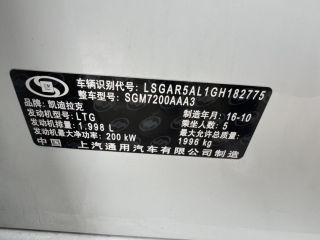 车辆识别代号: LSGAR5AL1GH182775
整车型号: SGM7200AAA3
品牌: 凯迪拉克 制造年月: 16-10
发动机型号: LTG 乘坐人数: 5
发动机排量: 1.998 L 最大允许总质量:
发动机最大净功率: 200 kW 1996 kg
中国 上汽通用汽车有限公司制造